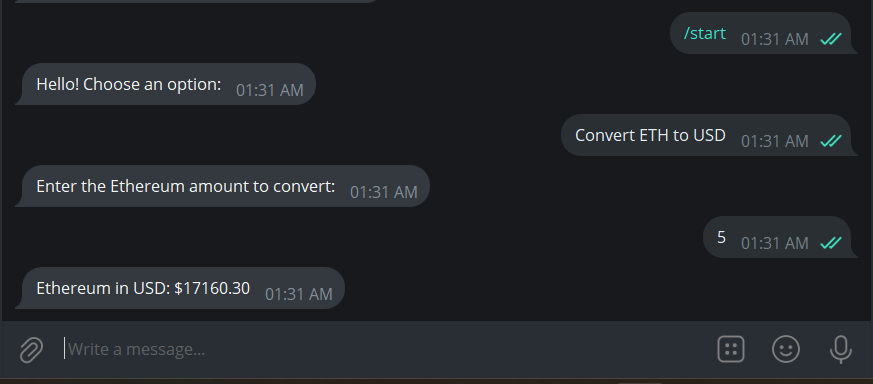 /start 01:31 AM
Hello! Choose an option: 01:31 AM
Convert ETH to USD 01:31 AM
Enter the Ethereum amount to convert: 01:31 AM
5 01:31 AM
Ethereum in USD: $17160.30 01:31 AM
Write a message...